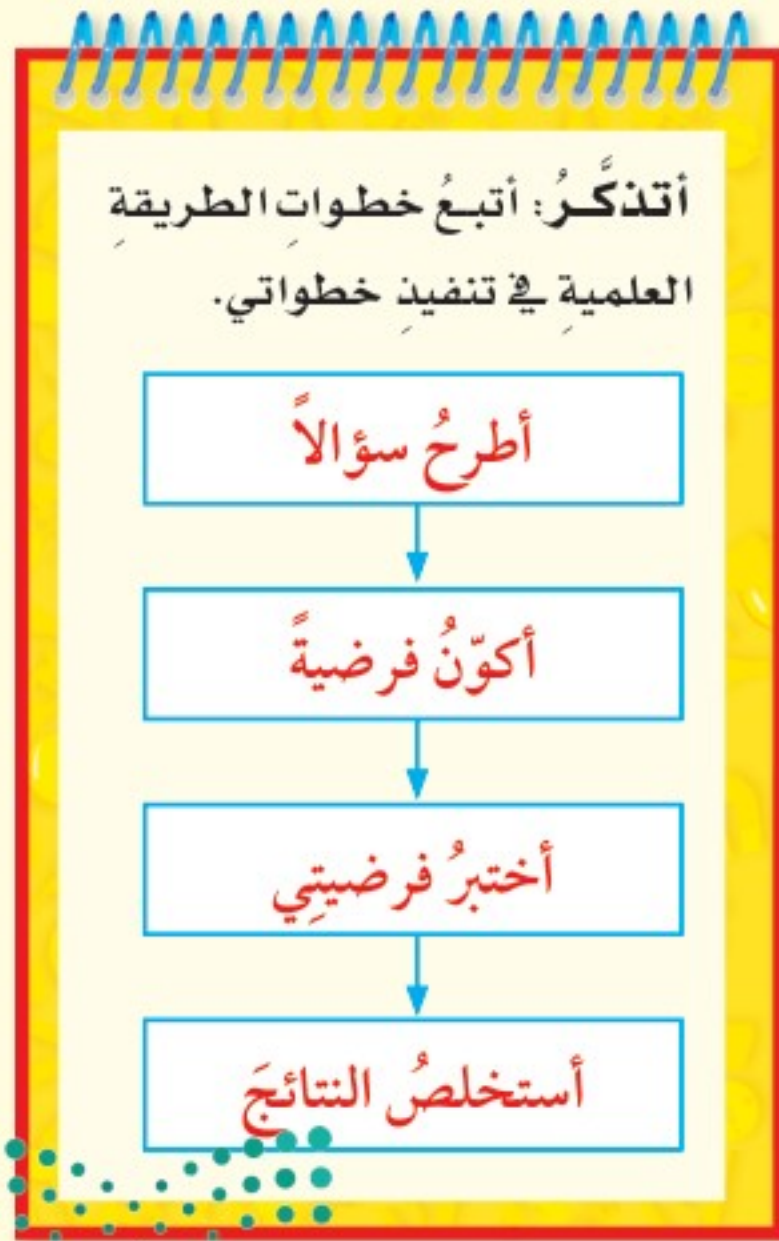 أتذكَّرُ: أتبعُ خطواتِ الطريقةِ
العلميةِ في تنفيذِ خطواتي.
أطرحُ سؤالاً
أكوّنُ فرضيةً
أختبرُ فرضيتِي
أستخلصُ النتائجَ